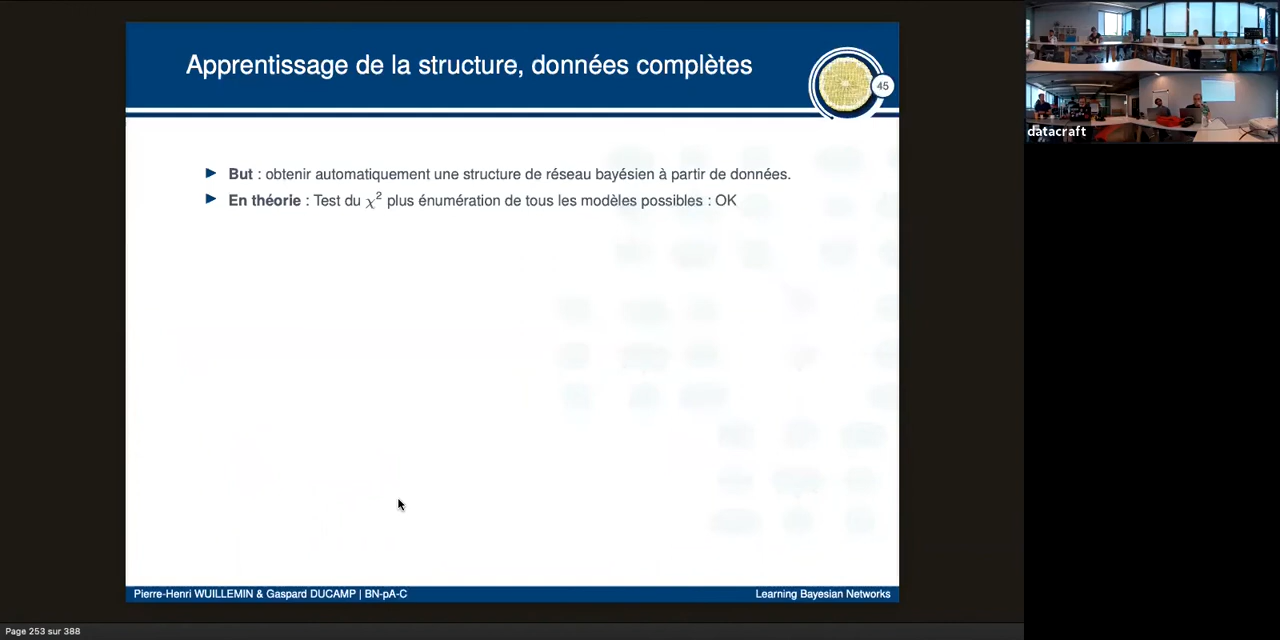 Apprentissage de la structure, données complètes
45
datacraft
But : obtenir automatiquement une structure de réseau bayésien à partir de données.
En théorie : Test du χ² plus énumération de tous les modèles possibles : OK
Pierre-Henri WUILLEMIN & Gaspard DUCAMP | BN-pA-C
Learning Bayesian Networks
Page 253 sur 388